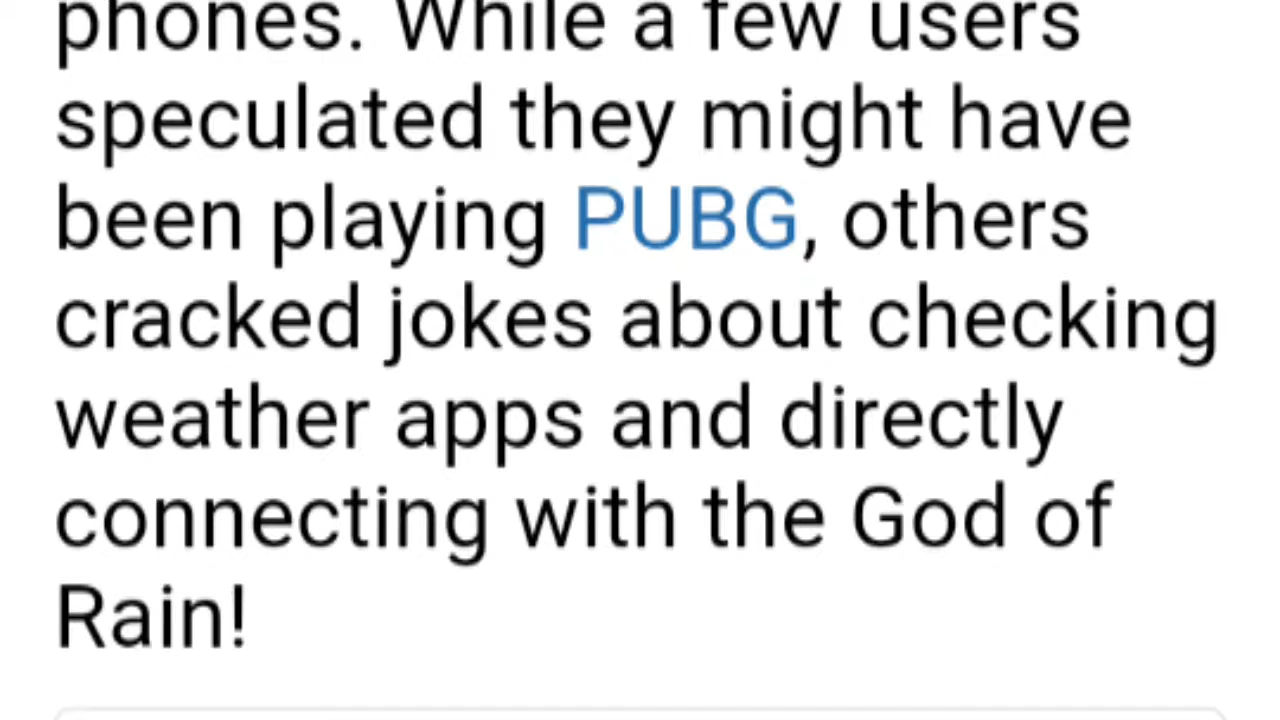 phones. While a few users
speculated they might have
been playing PUBG, others
cracked jokes about checking
weather apps and directly
connecting with the God of
Rain!